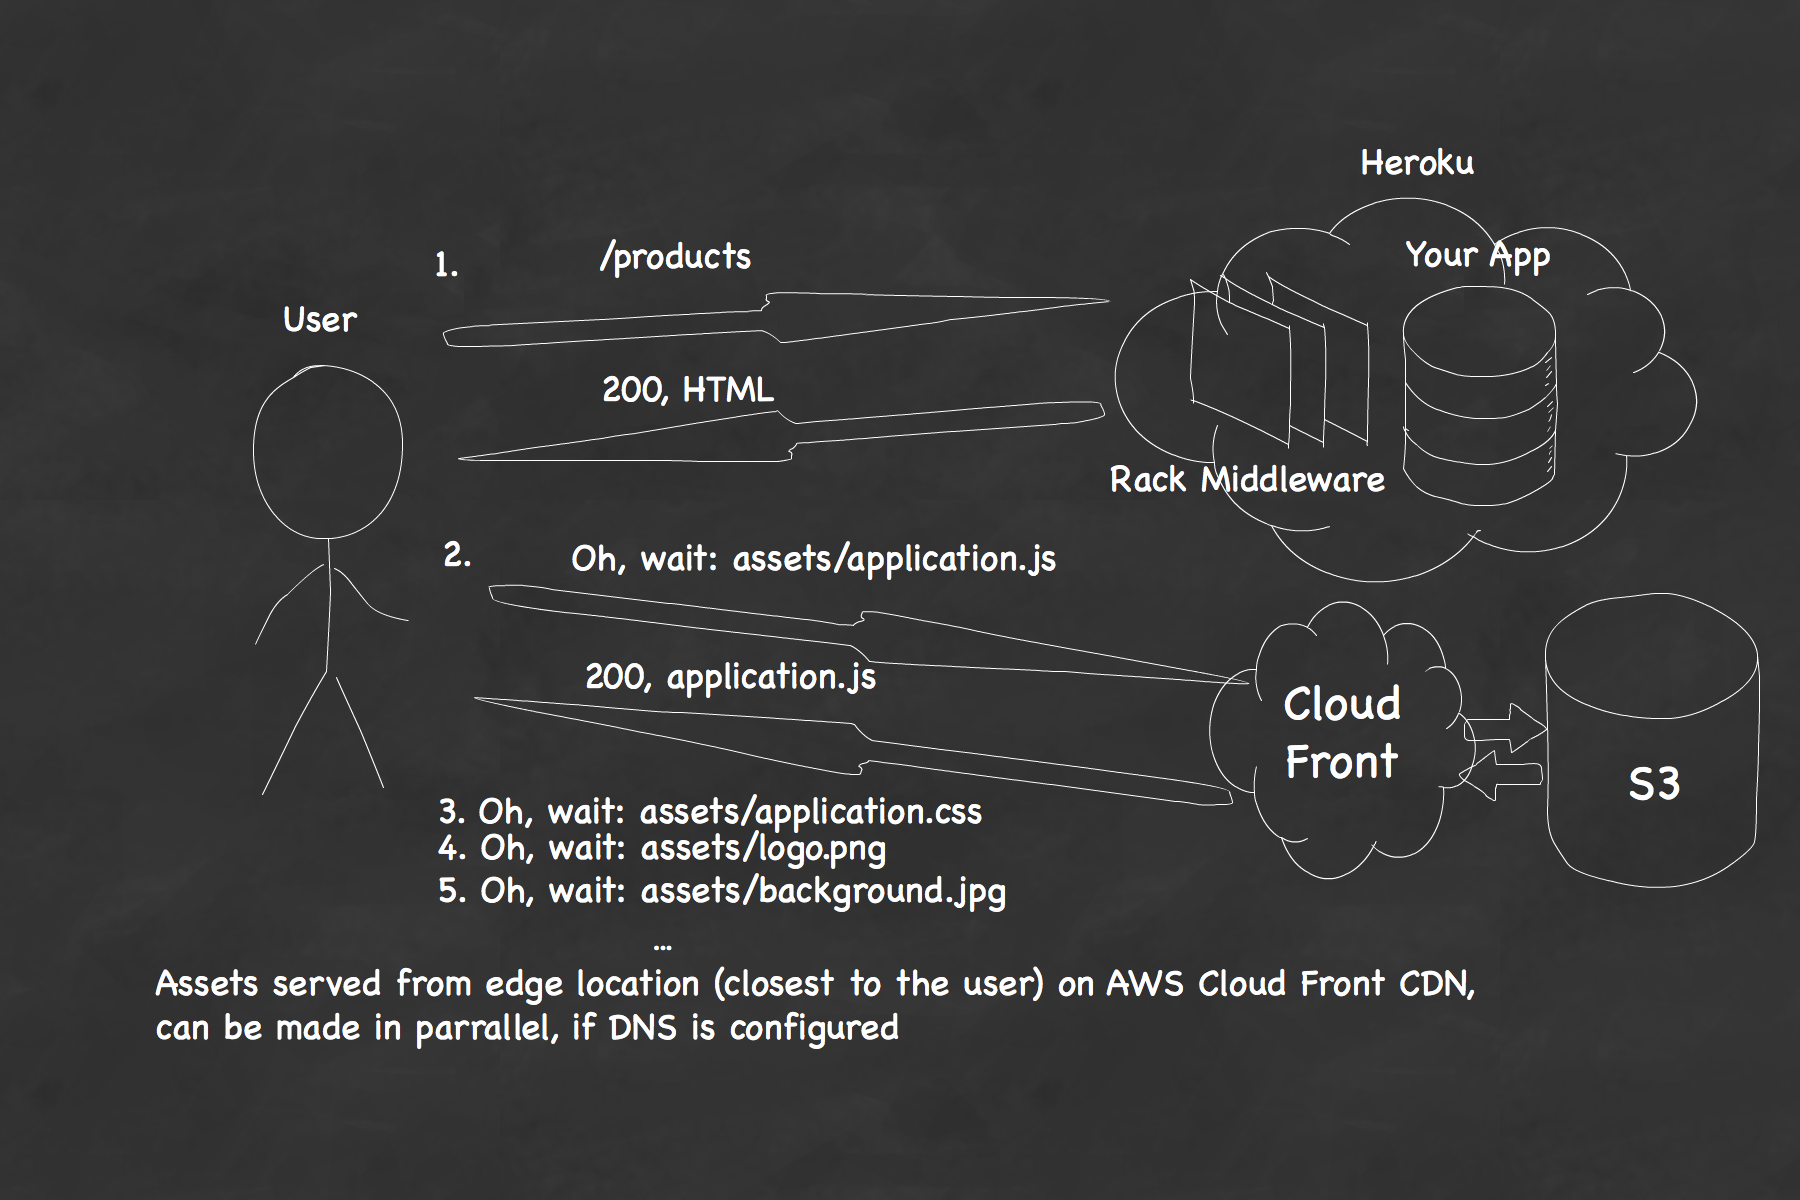 Heroku
Your App
1.
/products
User
200, HTML
Rack Middleware
2.
Oh, wait: assets/application.js
200, application.js
Cloud
Front
S3
3. Oh, wait: assets/application.css
4. Oh, wait: assets/logo.png
5. Oh, wait: assets/background.jpg
...
Assets served from edge location (closest to the user) on AWS Cloud Front CDN,
can be made in parrallel, if DNS is configured